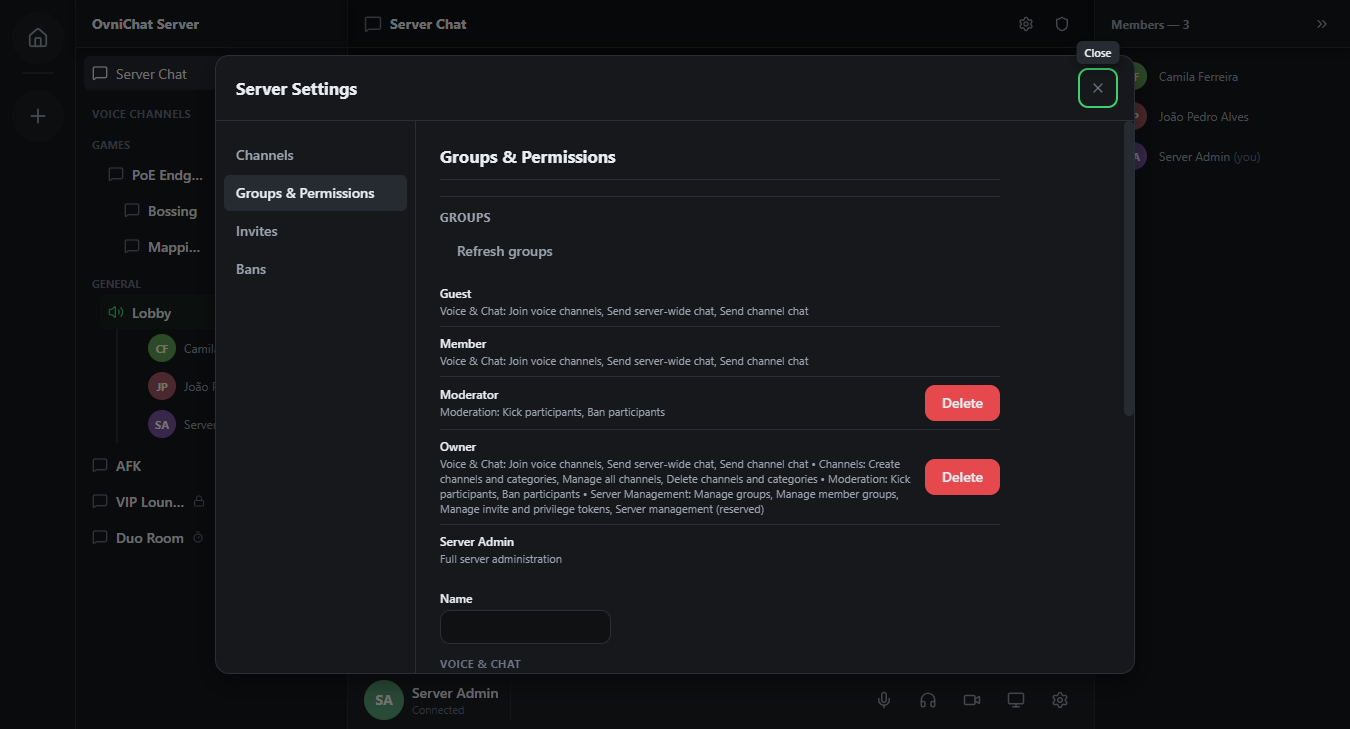 OvniChat Server
Server Chat
Members — 3
Close
Server Chat
Server Settings
Camila Ferreira
João Pedro Alves
Server Admin (you)
VOICE CHANNELS
GAMES
PoE Endg...
Bossing
Mappi...
GENERAL
Lobby
CF
Camil
JP
João
SA
Server
AFK
VIP Loun...
Duo Room
Channels
Groups & Permissions
Invites
Bans
Groups & Permissions
GROUPS
Refresh groups
Guest
Voice & Chat: Join voice channels, Send server-wide chat, Send channel chat
Member
Voice & Chat: Join voice channels, Send server-wide chat, Send channel chat
Moderator
Moderation: Kick participants, Ban participants
Delete
Owner
Voice & Chat: Join voice channels, Send server-wide chat, Send channel chat • Channels: Create
channels and categories, Manage all channels, Delete channels and categories • Moderation: Kick
participants, Ban participants • Server Management: Manage groups, Manage member groups,
Manage invite and privilege tokens, Server management (reserved)
Delete
Server Admin
Full server administration
Name
VOICE & CHAT
SA
Server Admin
Connected